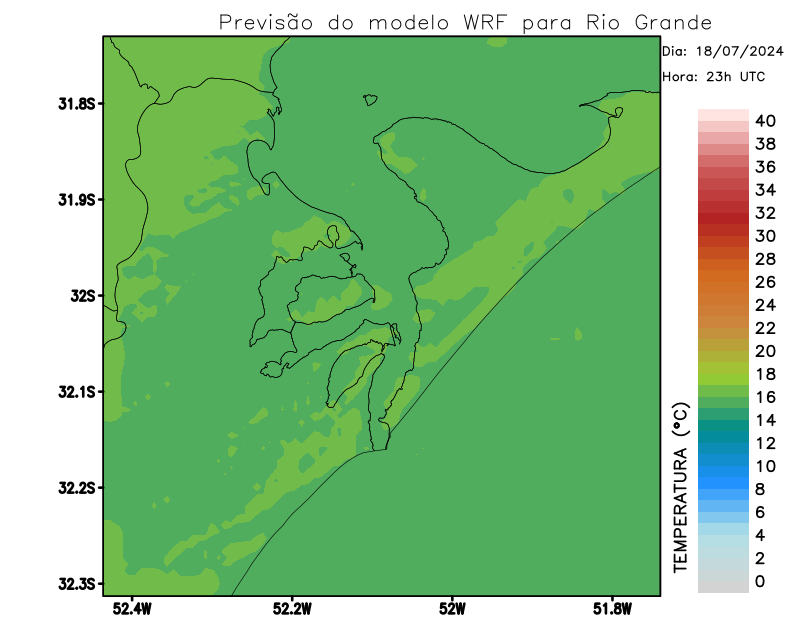 Previsão do modelo WRF para Rio Grande
Dia: 18/07/2024
Hora: 23h UTC
31.8S
31.9S
32S
32.1S
32.2S
32.3S
52.4W
52.2W
52W
51.8W
TEMPERATURA (°C)
40
38
36
34
32
30
28
26
24
22
20
18
16
14
12
10
8
6
4
2
0